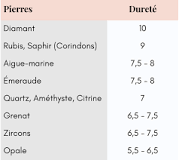 Pierres Dureté
Diamant 10
Rubis, Saphir (Corindons) 9
Aigue-marine 7,5 - 8
Émeraude 7,5 - 8
Quartz, Améthyste, Citrine 7
Grenat 6,5 - 7,5
Zircons 6,5 - 7,5
Opale 5,5 - 6,5